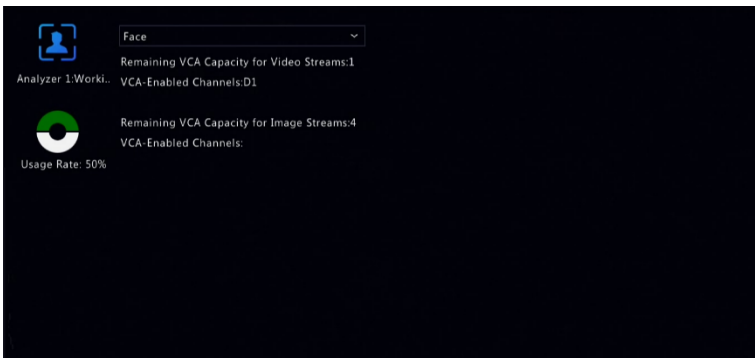 Face
Remaining VCA Capacity for Video Streams:1
Analyzer 1:Worki..
VCA-Enabled Channels:D1
Remaining VCA Capacity for Image Streams:4
VCA-Enabled Channels:
Usage Rate: 50%